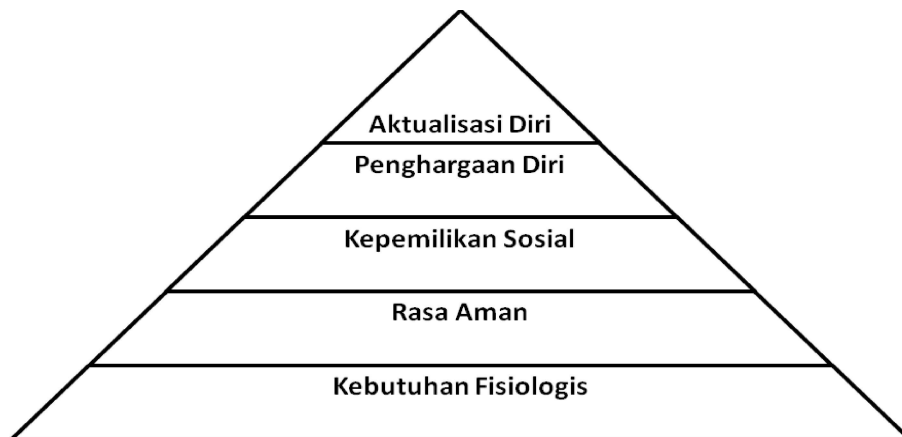 Aktualisasi Diri
Penghargaan Diri
Kepemilikan Sosial
Rasa Aman
Kebutuhan Fisiologis